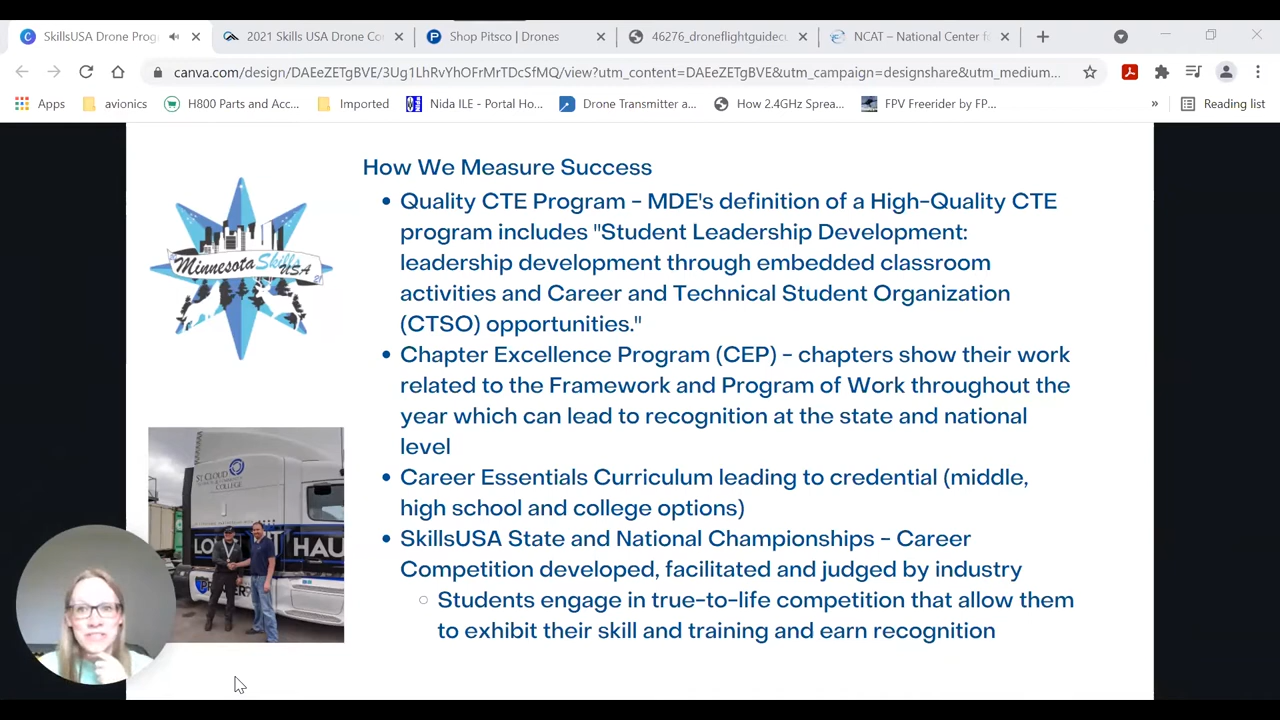 SkillsUSA Drone Prog
2021 Skills USA Drone Co
Shop Pitsco | Drones
46276_droneflightguidec
NCAT – National Center f
canva.com/design/DAEeZETgBVE/3Ug1LhRvYhOFrMrTDcSfMQ/view?utm_content=DAEeZETgBVE&utm_campaign=designshare&utm_medium...
Apps
avionics
H800 Parts and Acc...
Imported
Nida ILE - Portal Ho...
Drone Transmitter a...
How 2.4GHz Sprea...
FPV Freerider by FP...
»
Reading list
How We Measure Success
• Quality CTE Program - MDE's definition of a High-Quality CTE
program includes "Student Leadership Development:
leadership development through embedded classroom
activities and Career and Technical Student Organization
(CTSO) opportunities."
• Chapter Excellence Program (CEP) - chapters show their work
related to the Framework and Program of Work throughout the
year which can lead to recognition at the state and national
level
• Career Essentials Curriculum leading to credential (middle,
high school and college options)
• SkillsUSA State and National Championships - Career
Competition developed, facilitated and judged by industry
○ Students engage in true-to-life competition that allow them
to exhibit their skill and training and earn recognition
Minnesota Skills
USA
ST. CLOUD
COLLEGE
HAU